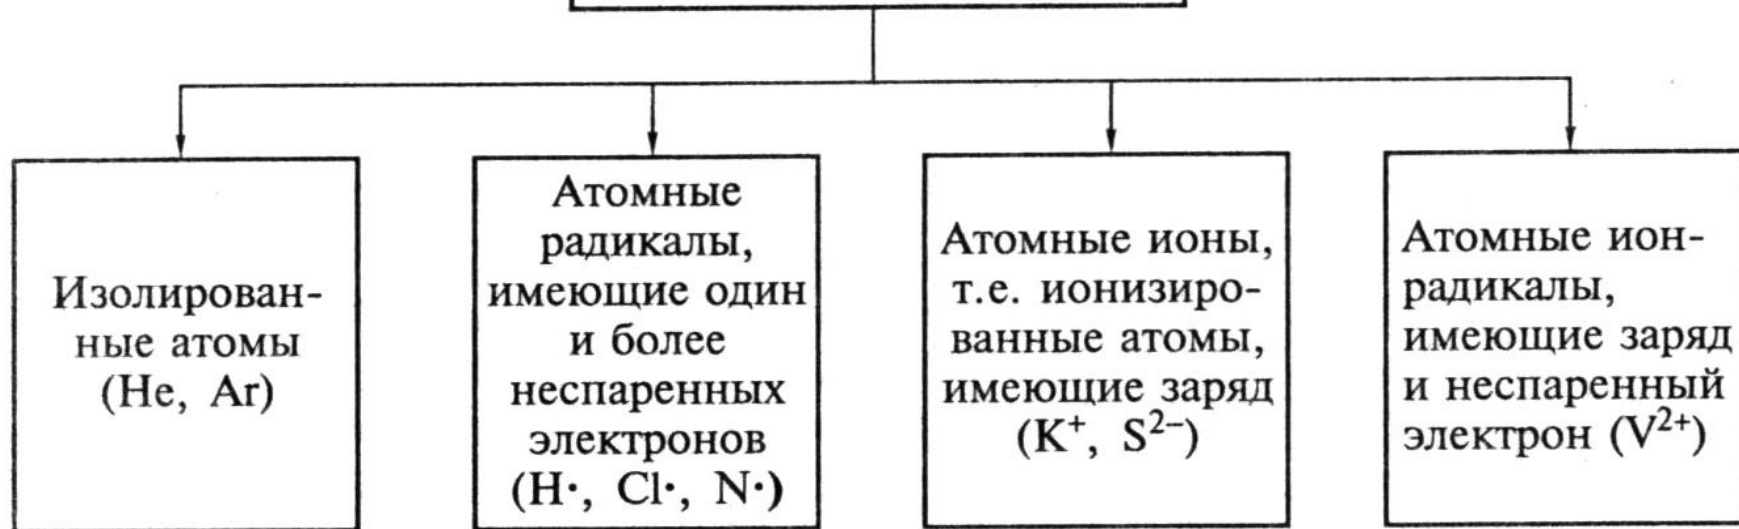 Изолирован-
ные атомы
(He, Ar)
Атомные
радикалы,
имеющие один
и более
неспаренных
электронов
(H·, Cl·, N·)
Атомные ионы,
т.е. ионизиро-
ванные атомы,
имеющие заряд
(K⁺, S²⁻)
Атомные ион-
радикалы,
имеющие заряд
и неспаренный
электрон (V²⁺)